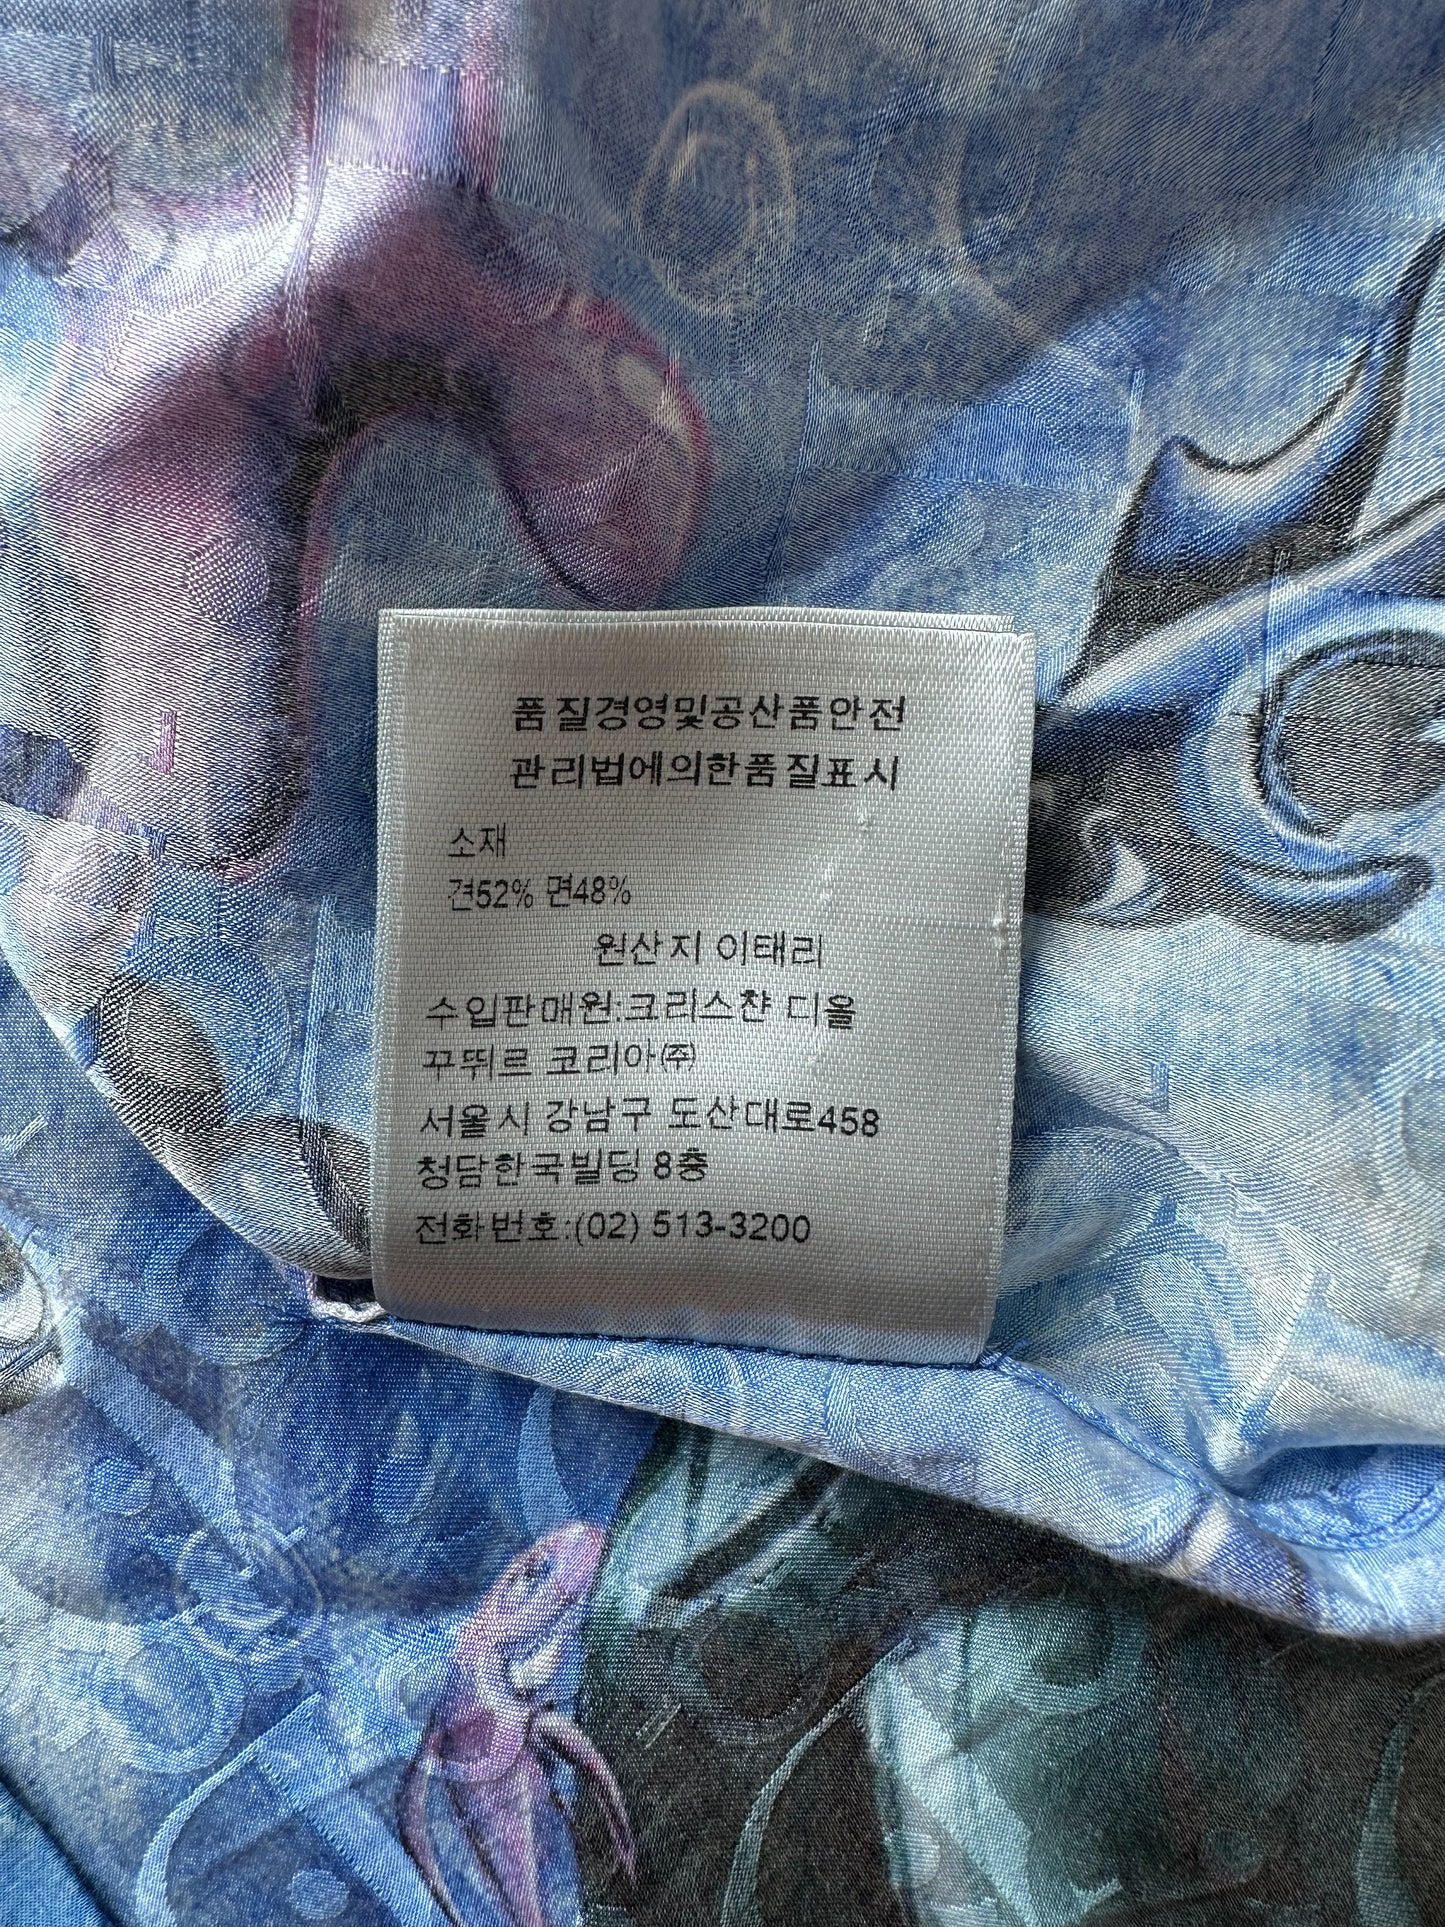 품질경영및공산품안전
관리법에의한품질표시
소재
견52% 면48%
원산지 이태리
수입판매원:크리스챤 디올
꾸뛰르 코리아㈜
서울시 강남구 도산대로458
청담한국빌딩 8층
전화번호:(02) 513-3200